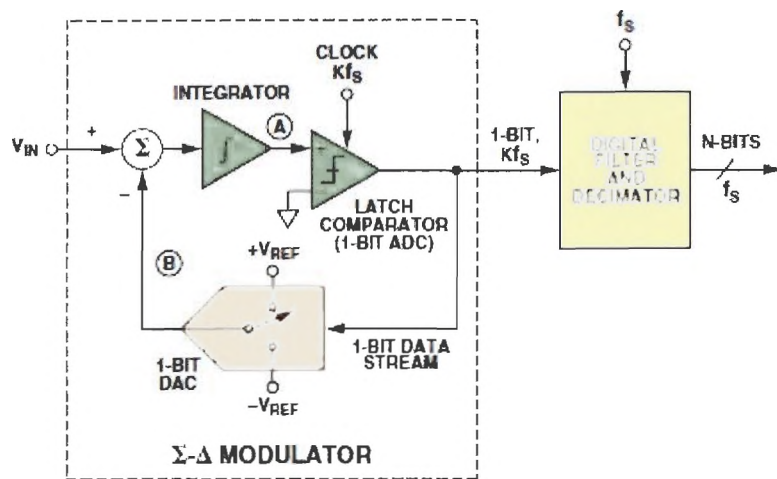 CLOCK
Kfs
fs
INTEGRATOR
A
VIN
+
Σ
∫
−
+
−
1-BIT,
Kfs
DIGITAL
FILTER
AND
DECIMATOR
N-BITS
fs
LATCH
COMPARATOR
(1-BIT ADC)
B
+VREF
1-BIT
DAC
1-BIT DATA
STREAM
−VREF
Σ-Δ MODULATOR